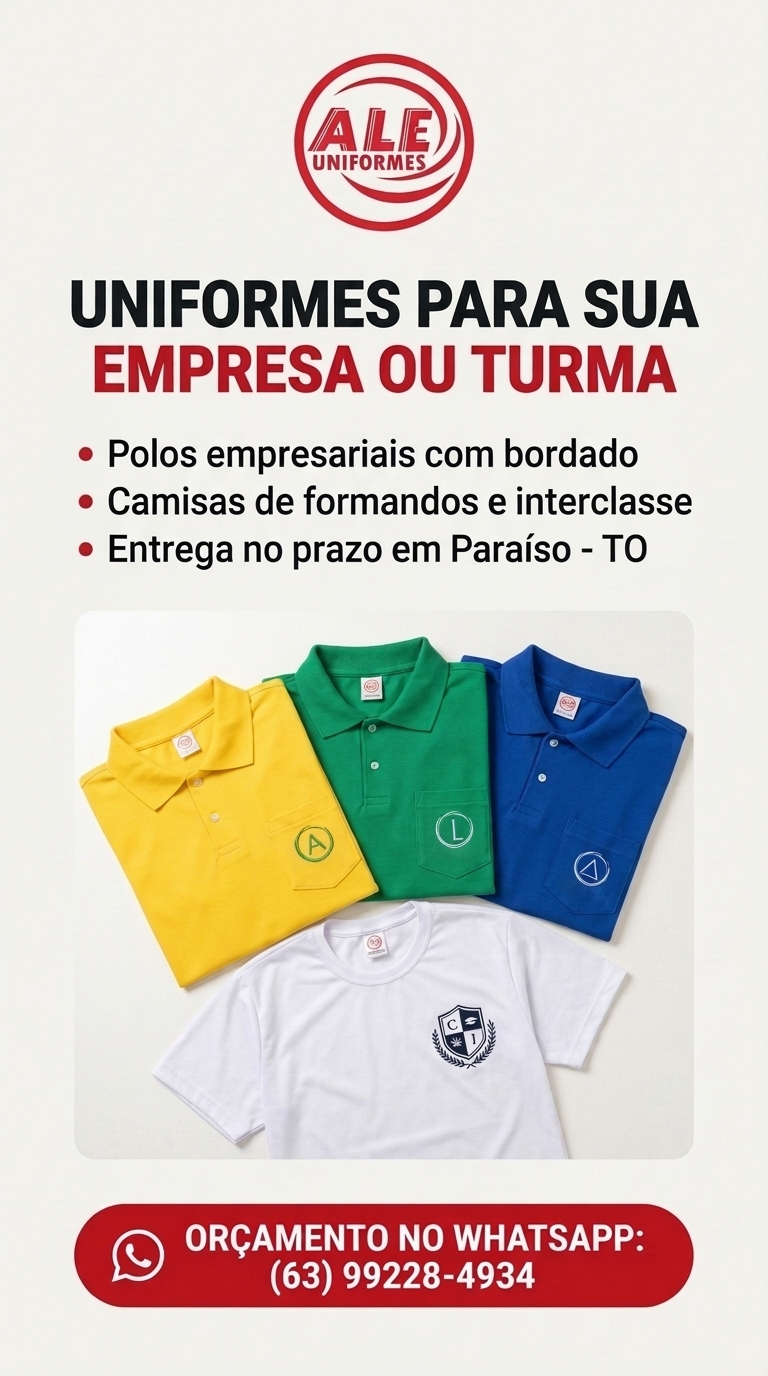 ALE
UNIFORMES
UNIFORMES PARA SUA
EMPRESA OU TURMA
• Polos empresariais com bordado
• Camisas de formandos e interclasse
• Entrega no prazo em Paraíso - TO
A
L
C
I
ORÇAMENTO NO WHATSAPP:
(63) 99228-4934